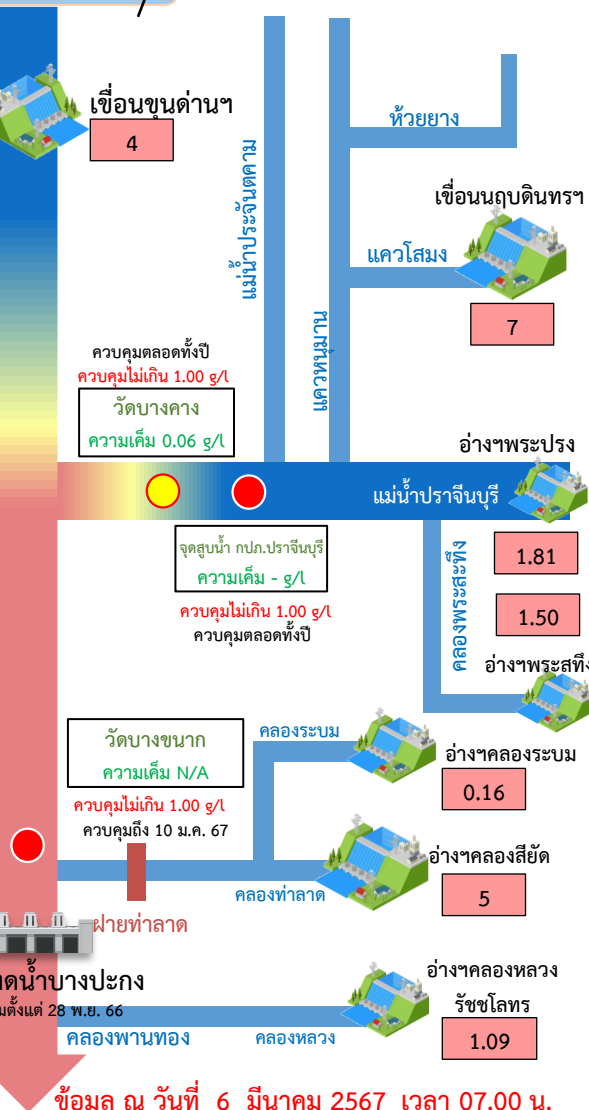 เขื่อนขุนด่านฯ
4
ห้วยยาง
แม่น้ำประจันตคาม
เขื่อนนฤบดินทรฯ
แควโสมง
7
แควหนุมาน
ควบคุมตลอดทั้งปี
ควบคุมไม่เกิน 1.00 g/l
วัดบางคาง
ความเค็ม 0.06 g/l
อ่างฯพระปรง
แม่น้ำปราจีนบุรี
จุดสูบน้ำ กปภ.ปราจีนบุรี
ความเค็ม - g/l
ควบคุมไม่เกิน 1.00 g/l
ควบคุมตลอดทั้งปี
คลองพระสะทึง
1.81
1.50
อ่างฯพระสทึง
วัดบางขนาก
ความเค็ม N/A
ควบคุมไม่เกิน 1.00 g/l
ควบคุมถึง 10 ม.ค. 67
คลองระบม
อ่างฯคลองระบม
0.16
อ่างฯคลองสียัด
5
คลองท่าลาด
ฝายท่าลาด
ทดน้ำบางปะกง
ตั้งแต่ 28 พ.ย. 66
คลองพานทอง
คลองหลวง
อ่างฯคลองหลวง
รัชชโลทร
1.09
ข้อมูล ณ วันที่ 6 มีนาคม 2567 เวลา 07.00 น.